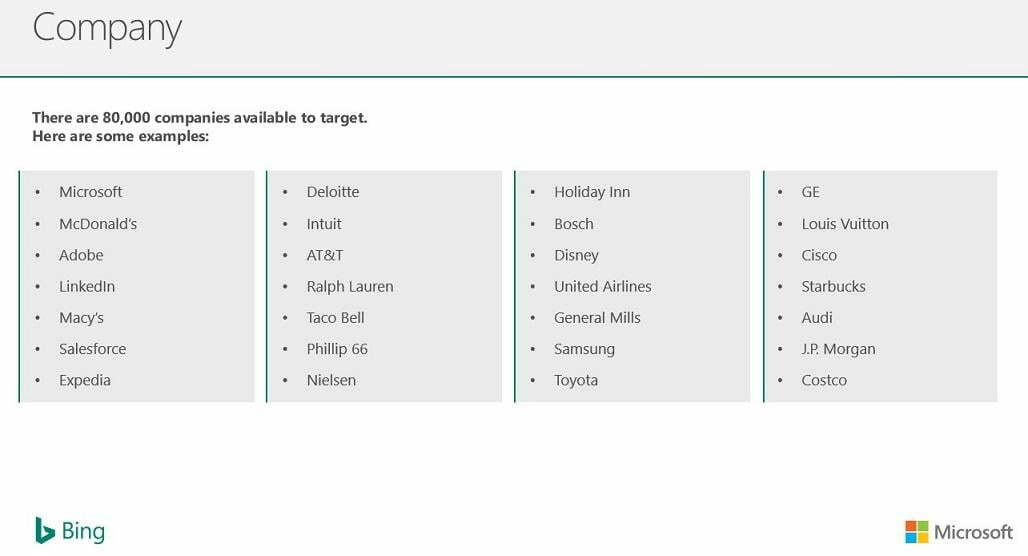 Company
There are 80,000 companies available to target.
Here are some examples:
• Microsoft
• McDonald's
• Adobe
• LinkedIn
• Macy's
• Salesforce
• Expedia
• Deloitte
• Intuit
• AT&T
• Ralph Lauren
• Taco Bell
• Phillip 66
• Nielsen
• Holiday Inn
• Bosch
• Disney
• United Airlines
• General Mills
• Samsung
• Toyota
• GE
• Louis Vuitton
• Cisco
• Starbucks
• Audi
• J.P. Morgan
• Costco
Bing
Microsoft